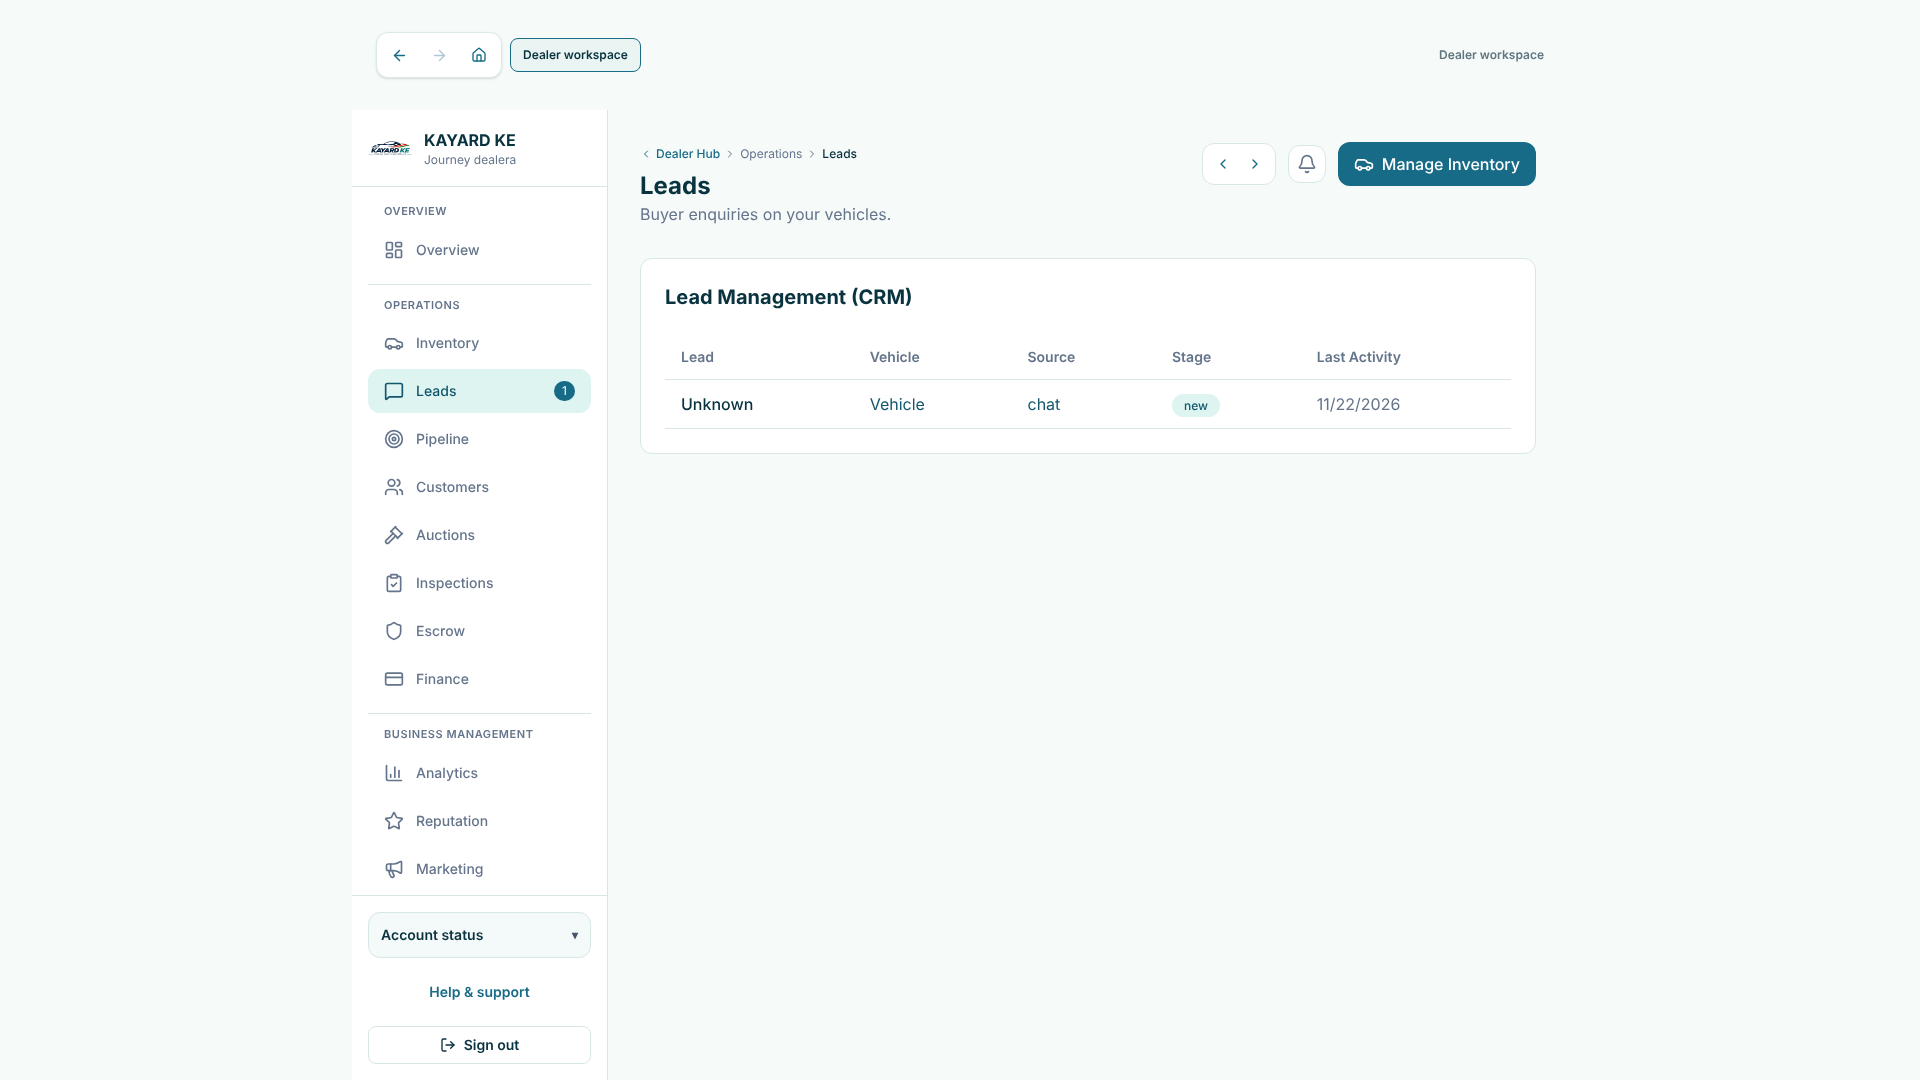 Dealer workspace
Dealer workspace
KAYARD KE
KAYARD KE
Journey dealera
OVERVIEW
Overview
OPERATIONS
Inventory
Leads 1
Pipeline
Customers
Auctions
Inspections
Escrow
Finance
BUSINESS MANAGEMENT
Analytics
Reputation
Marketing
Account status
Help & support
Sign out
Dealer Hub Operations Leads
Leads
Buyer enquiries on your vehicles.
Manage Inventory
Lead Management (CRM)
Lead Vehicle Source Stage Last Activity
Unknown Vehicle chat new 11/22/2026